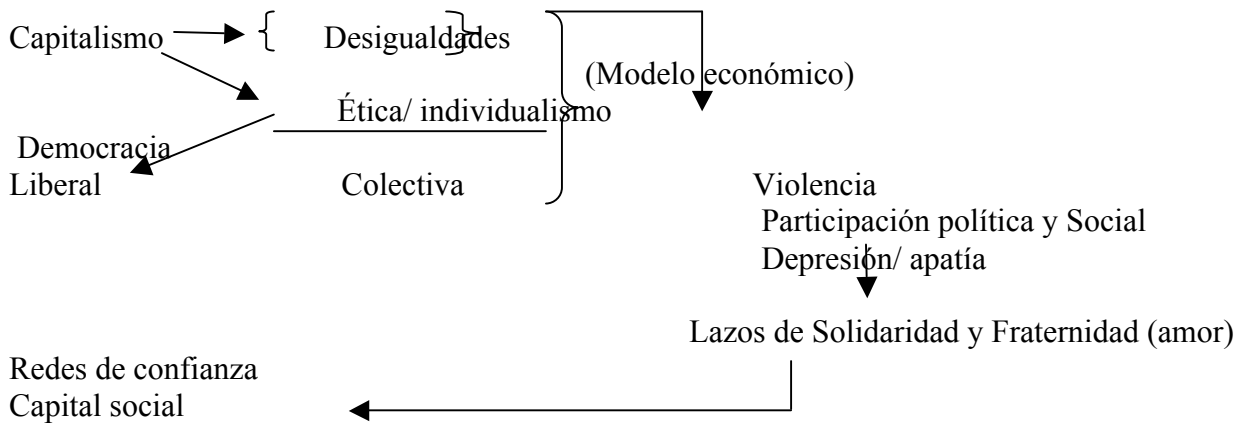 Capitalismo { Desigualdades }
(Modelo económico)
Ética/ individualismo
Democracia
Liberal Colectiva Violencia
Participación política y Social
Depresión/ apatía
Lazos de Solidaridad y Fraternidad (amor)
Redes de confianza
Capital social